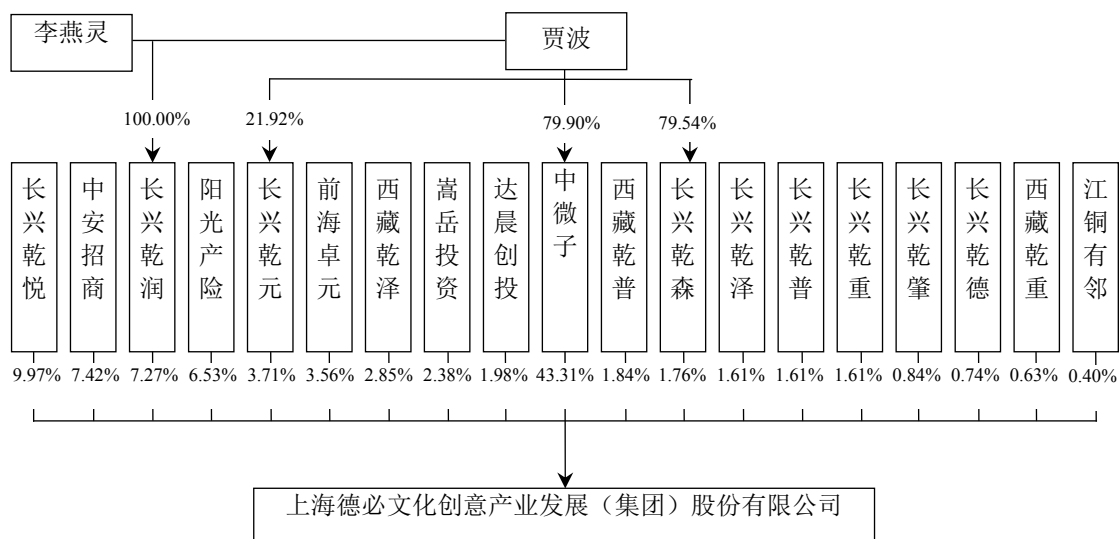 李燕灵
贾波
100.00%
21.92%
79.90%
79.54%
长兴乾悦
中安招商
长兴乾润
阳光产险
长兴乾元
前海卓元
西藏乾泽
嵩岳投资
达晨创投
中微子
西藏乾普
长兴乾森
长兴乾泽
长兴乾普
长兴乾重
长兴乾肇
长兴乾德
西藏乾重
江铜有邻
9.97%
7.42%
7.27%
6.53%
3.71%
3.56%
2.85%
2.38%
1.98%
43.31%
1.84%
1.76%
1.61%
1.61%
1.61%
0.84%
0.74%
0.63%
0.40%
上海德必文化创意产业发展（集团）股份有限公司